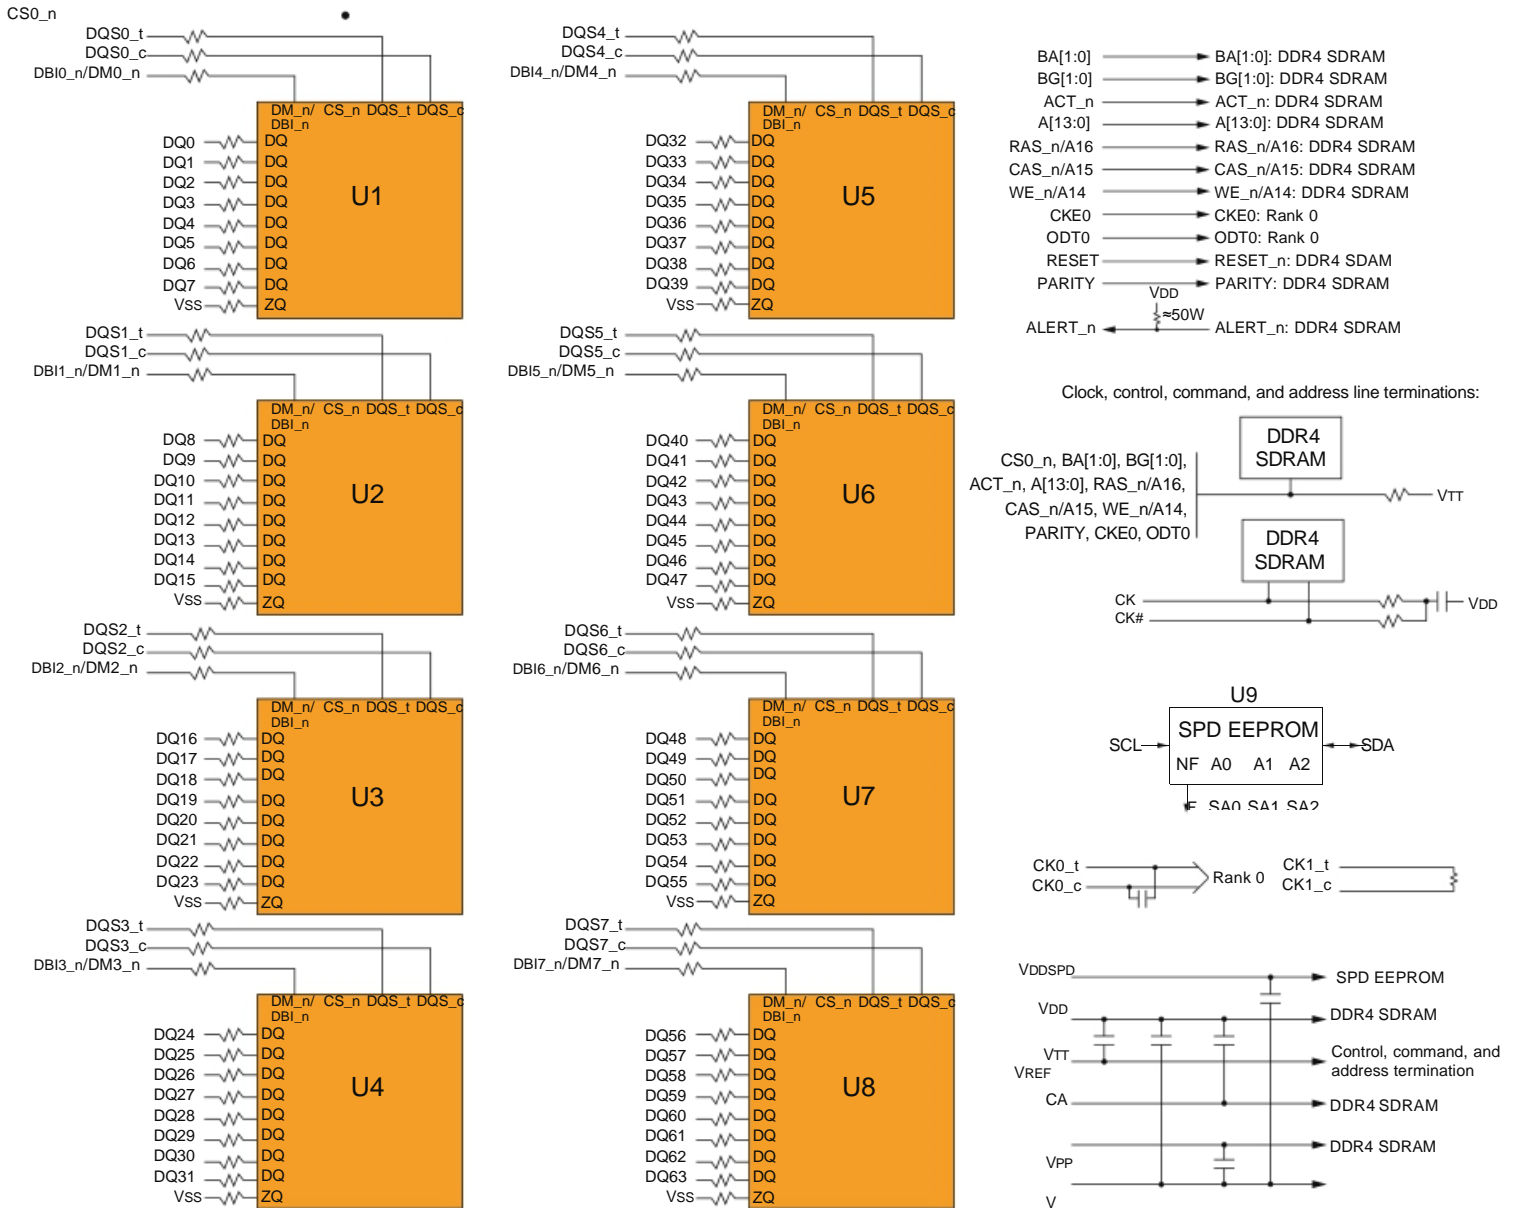 CS0_n
DQS0_t
DQS0_c
DBI0_n/DM0_n
DM_n/ CS_n DQS_t DQS_c
DBI_n
DQ0 DQ
DQ1 DQ
DQ2 DQ
DQ3 DQ
DQ4 DQ
DQ5 DQ
DQ6 DQ
DQ7 DQ
VSS ZQ
U1
DQS1_t
DQS1_c
DBI1_n/DM1_n
DM_n/ CS_n DQS_t DQS_c
DBI_n
DQ8 DQ
DQ9 DQ
DQ10 DQ
DQ11 DQ
DQ12 DQ
DQ13 DQ
DQ14 DQ
DQ15 DQ
VSS ZQ
U2
DQS2_t
DQS2_c
DBI2_n/DM2_n
DM_n/ CS_n DQS_t DQS_c
DBI_n
DQ16 DQ
DQ17 DQ
DQ18 DQ
DQ19 DQ
DQ20 DQ
DQ21 DQ
DQ22 DQ
DQ23 DQ
VSS ZQ
U3
DQS3_t
DQS3_c
DBI3_n/DM3_n
DM_n/ CS_n DQS_t DQS_c
DBI_n
DQ24 DQ
DQ25 DQ
DQ26 DQ
DQ27 DQ
DQ28 DQ
DQ29 DQ
DQ30 DQ
DQ31 DQ
VSS ZQ
U4
DQS4_t
DQS4_c
DBI4_n/DM4_n
DM_n/ CS_n DQS_t DQS_c
DBI_n
DQ32 DQ
DQ33 DQ
DQ34 DQ
DQ35 DQ
DQ36 DQ
DQ37 DQ
DQ38 DQ
DQ39 DQ
VSS ZQ
U5
DQS5_t
DQS5_c
DBI5_n/DM5_n
DM_n/ CS_n DQS_t DQS_c
DBI_n
DQ40 DQ
DQ41 DQ
DQ42 DQ
DQ43 DQ
DQ44 DQ
DQ45 DQ
DQ46 DQ
DQ47 DQ
VSS ZQ
U6
DQS6_t
DQS6_c
DBI6_n/DM6_n
DM_n/ CS_n DQS_t DQS_c
DBI_n
DQ48 DQ
DQ49 DQ
DQ50 DQ
DQ51 DQ
DQ52 DQ
DQ53 DQ
DQ54 DQ
DQ55 DQ
VSS ZQ
U7
DQS7_t
DQS7_c
DBI7_n/DM7_n
DM_n/ CS_n DQS_t DQS_c
DBI_n
DQ56 DQ
DQ57 DQ
DQ58 DQ
DQ59 DQ
DQ60 DQ
DQ61 DQ
DQ62 DQ
DQ63 DQ
VSS ZQ
U8
BA[1:0] BA[1:0]: DDR4 SDRAM
BG[1:0] BG[1:0]: DDR4 SDRAM
ACT_n ACT_n: DDR4 SDRAM
A[13:0] A[13:0]: DDR4 SDRAM
RAS_n/A16 RAS_n/A16: DDR4 SDRAM
CAS_n/A15 CAS_n/A15: DDR4 SDRAM
WE_n/A14 WE_n/A14: DDR4 SDRAM
CKE0 CKE0: Rank 0
ODT0 ODT0: Rank 0
RESET RESET_n: DDR4 SDAM
PARITY PARITY: DDR4 SDRAM
VDD
≈50W
ALERT_n ALERT_n: DDR4 SDRAM
Clock, control, command, and address line terminations:
DDR4
SDRAM
CS0_n, BA[1:0], BG[1:0],
ACT_n, A[13:0], RAS_n/A16,
CAS_n/A15, WE_n/A14,
PARITY, CKE0, ODT0
VTT
DDR4
SDRAM
CK
CK#
VDD
U9
SPD EEPROM
SCL SDA
NF A0 A1 A2
SA0 SA1 SA2
CK0_t
CK0_c
Rank 0
CK1_t
CK1_c
VDDSPD SPD EEPROM
VDD DDR4 SDRAM
VTT Control, command, and
address termination
VREF
CA DDR4 SDRAM
DDR4 SDRAM
VPP
V